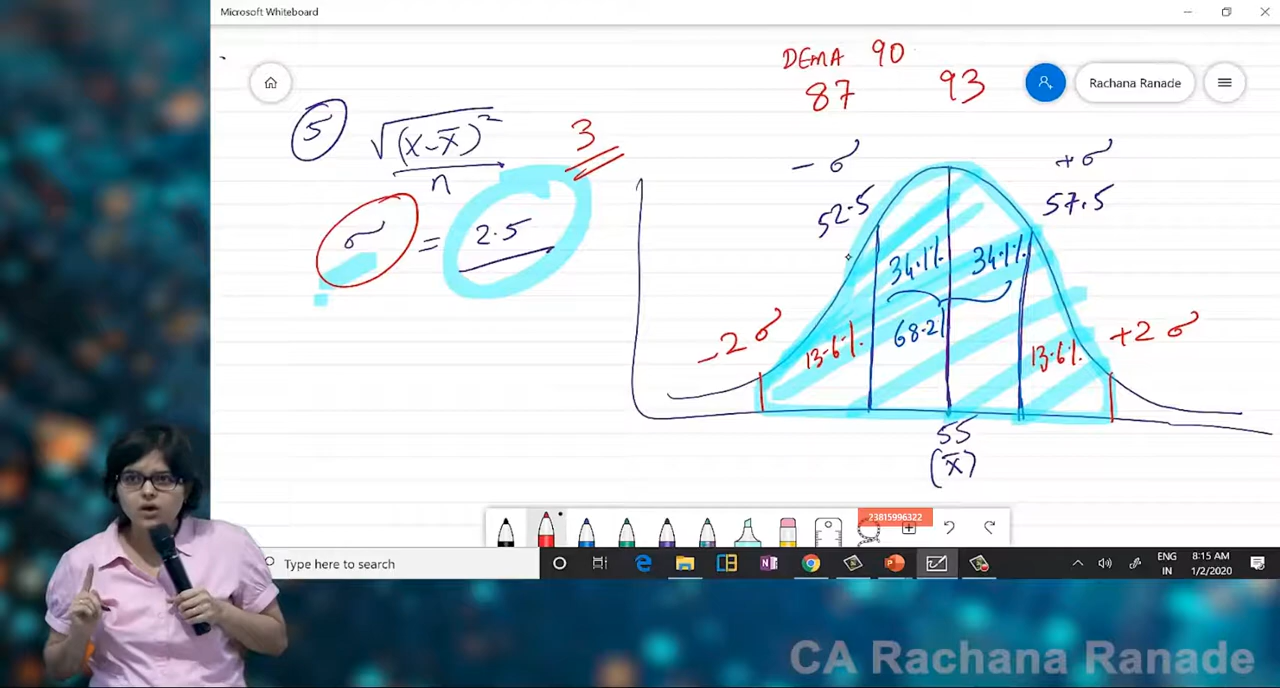 Microsoft Whiteboard
DEMA 90
87 93
Rachana Ranade
5
√(x-x̄)²
n
3
σ = 2.5
-σ
+σ
52.5
57.5
34.1%
34.1%
68.2%
-2σ
+2σ
13.6%
13.6%
55
(x̄)
23815996322
Type here to search
ENG
IN
8:15 AM
1/2/2020
CA Rachana Ranade